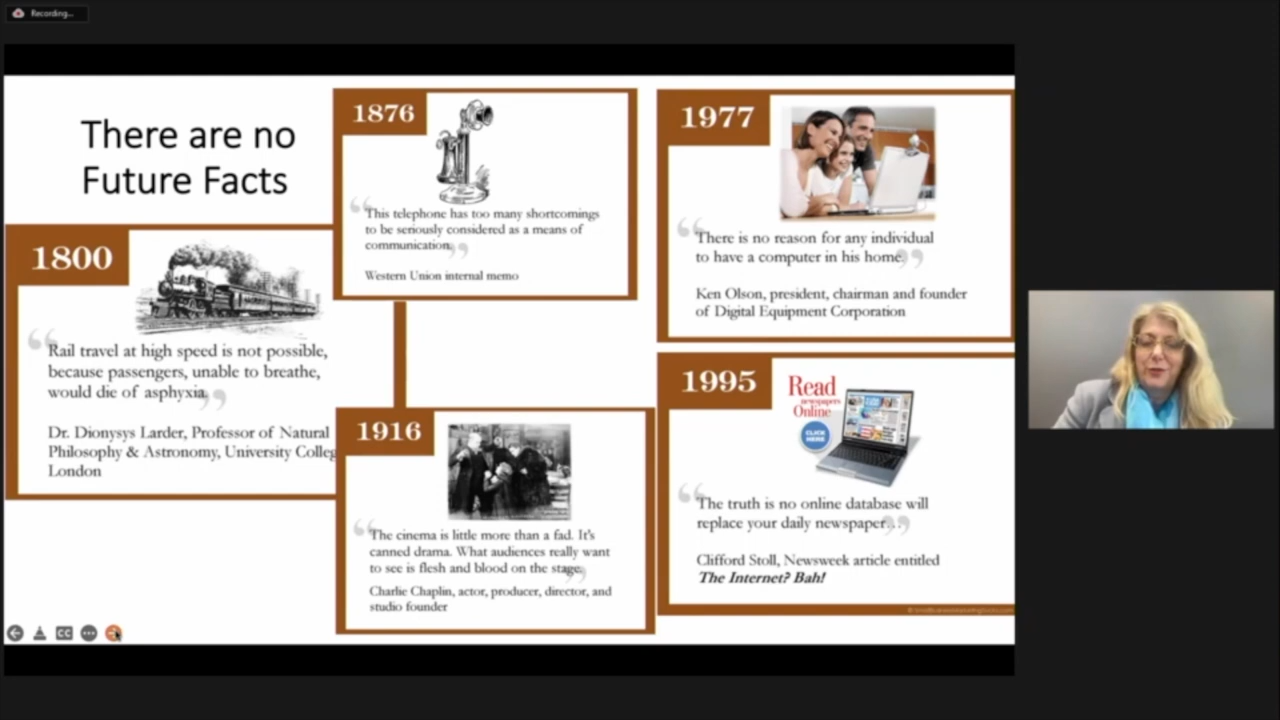 Recording...
There are no
Future Facts
1800
Rail travel at high speed is not possible,
because passengers, unable to breathe,
would die of asphyxia.
Dr. Dionysys Larder, Professor of Natural
Philosophy & Astronomy, University Colleg
London
1876
“This telephone has too many shortcomings
to be seriously considered as a means of
communication.”
Western Union internal memo
1916
“The cinema is little more than a fad. It's
canned drama. What audiences really want
to see is flesh and blood on the stage.”
Charlie Chaplin, actor, producer, director, and
studio founder
1977
“There is no reason for any individual
to have a computer in his home.”
Ken Olson, president, chairman and founder
of Digital Equipment Corporation
1995
Read
newspapers
Online
CLICK
HERE
“The truth is no online database will
replace your daily newspaper...”
Clifford Stoll, Newsweek article entitled
The Internet? Bah!
CC